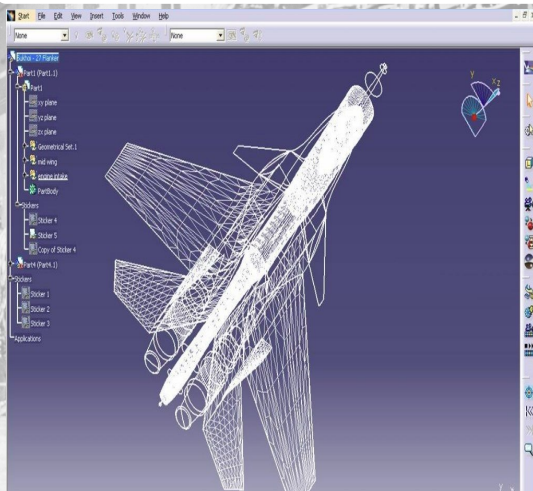 Start File Edit View Insert Tools Window Help
None None
Sukhoi - 27 Flanker
Part1 (Part1.1)
Part1
xy plane
yz plane
zx plane
Geometrical Set.1
mid wing
engine intake
PartBody
Stickers
Sticker 4
Sticker 5
Copy of Sticker 4
Part4 (Part4.1)
Stickers
Sticker 1
Sticker 2
Sticker 3
Applications
y x z
y x